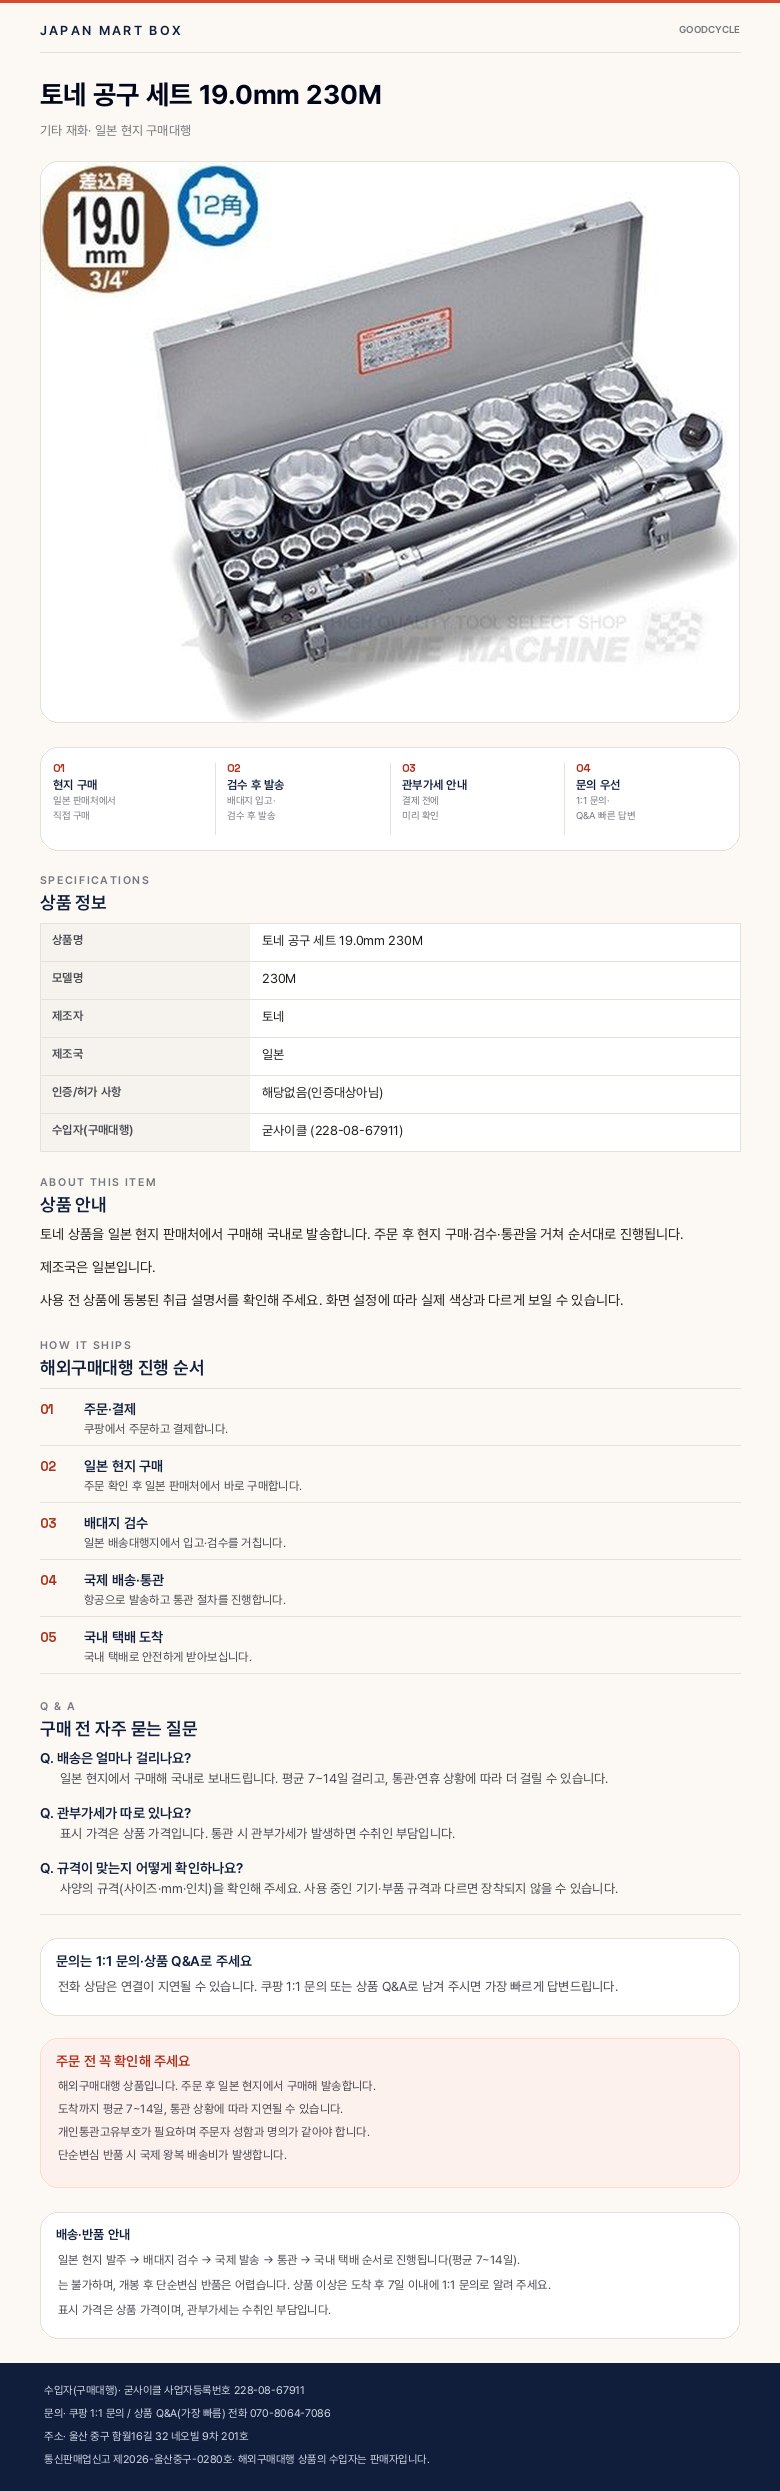 JAPAN MART BOX
GOODCYCLE
토네 공구 세트 19.0mm 230M
기타 재화· 일본 현지 구매대행
差込角
19.0
mm
3/4"
12角
HIGH QUALITY TOOL SELECT SHOP
EHIME MACHINE
01
현지 구매
일본 판매처에서
직접 구매
02
검수 후 발송
배대지 입고·
검수 후 발송
03
관부가세 안내
결제 전에
미리 확인
04
문의 우선
1:1 문의·
Q&A 빠른 답변
SPECIFICATIONS
상품 정보
상품명 토네 공구 세트 19.0mm 230M
모델명 230M
제조자 토네
제조국 일본
인증/허가 사항 해당없음(인증대상아님)
수입자(구매대행) 굳사이클 (228-08-67911)
ABOUT THIS ITEM
상품 안내
토네 상품을 일본 현지 판매처에서 구매해 국내로 발송합니다. 주문 후 현지 구매·검수·통관을 거쳐 순서대로 진행됩니다.
제조국은 일본입니다.
사용 전 상품에 동봉된 취급 설명서를 확인해 주세요. 화면 설정에 따라 실제 색상과 다르게 보일 수 있습니다.
HOW IT SHIPS
해외구매대행 진행 순서
01 주문·결제
쿠팡에서 주문하고 결제합니다.
02 일본 현지 구매
주문 확인 후 일본 판매처에서 바로 구매합니다.
03 배대지 검수
일본 배송대행지에서 입고·검수를 거칩니다.
04 국제 배송·통관
항공으로 발송하고 통관 절차를 진행합니다.
05 국내 택배 도착
국내 택배로 안전하게 받아보십니다.
Q & A
구매 전 자주 묻는 질문
Q. 배송은 얼마나 걸리나요?
일본 현지에서 구매해 국내로 보내드립니다. 평균 7~14일 걸리고, 통관·연휴 상황에 따라 더 걸릴 수 있습니다.
Q. 관부가세가 따로 있나요?
표시 가격은 상품 가격입니다. 통관 시 관부가세가 발생하면 수취인 부담입니다.
Q. 규격이 맞는지 어떻게 확인하나요?
사양의 규격(사이즈·mm·인치)을 확인해 주세요. 사용 중인 기기·부품 규격과 다르면 장착되지 않을 수 있습니다.
문의는 1:1 문의·상품 Q&A로 주세요
전화 상담은 연결이 지연될 수 있습니다. 쿠팡 1:1 문의 또는 상품 Q&A로 남겨 주시면 가장 빠르게 답변드립니다.
주문 전 꼭 확인해 주세요
해외구매대행 상품입니다. 주문 후 일본 현지에서 구매해 발송합니다.
도착까지 평균 7~14일, 통관 상황에 따라 지연될 수 있습니다.
개인통관고유부호가 필요하며 주문자 성함과 명의가 같아야 합니다.
단순변심 반품 시 국제 왕복 배송비가 발생합니다.
배송·반품 안내
일본 현지 발주 → 배대지 검수 → 국제 발송 → 통관 → 국내 택배 순서로 진행됩니다(평균 7~14일).
는 불가하며, 개봉 후 단순변심 반품은 어렵습니다. 상품 이상은 도착 후 7일 이내에 1:1 문의로 알려 주세요.
표시 가격은 상품 가격이며, 관부가세는 수취인 부담입니다.
수입자(구매대행)· 굳사이클 사업자등록번호 228-08-67911
문의· 쿠팡 1:1 문의 / 상품 Q&A(가장 빠름) 전화 070-8064-7086
주소· 울산 중구 함월16길 32 네오빌 9차 201호
통신판매업신고 제2026-울산중구-0280호· 해외구매대행 상품의 수입자는 판매자입니다.